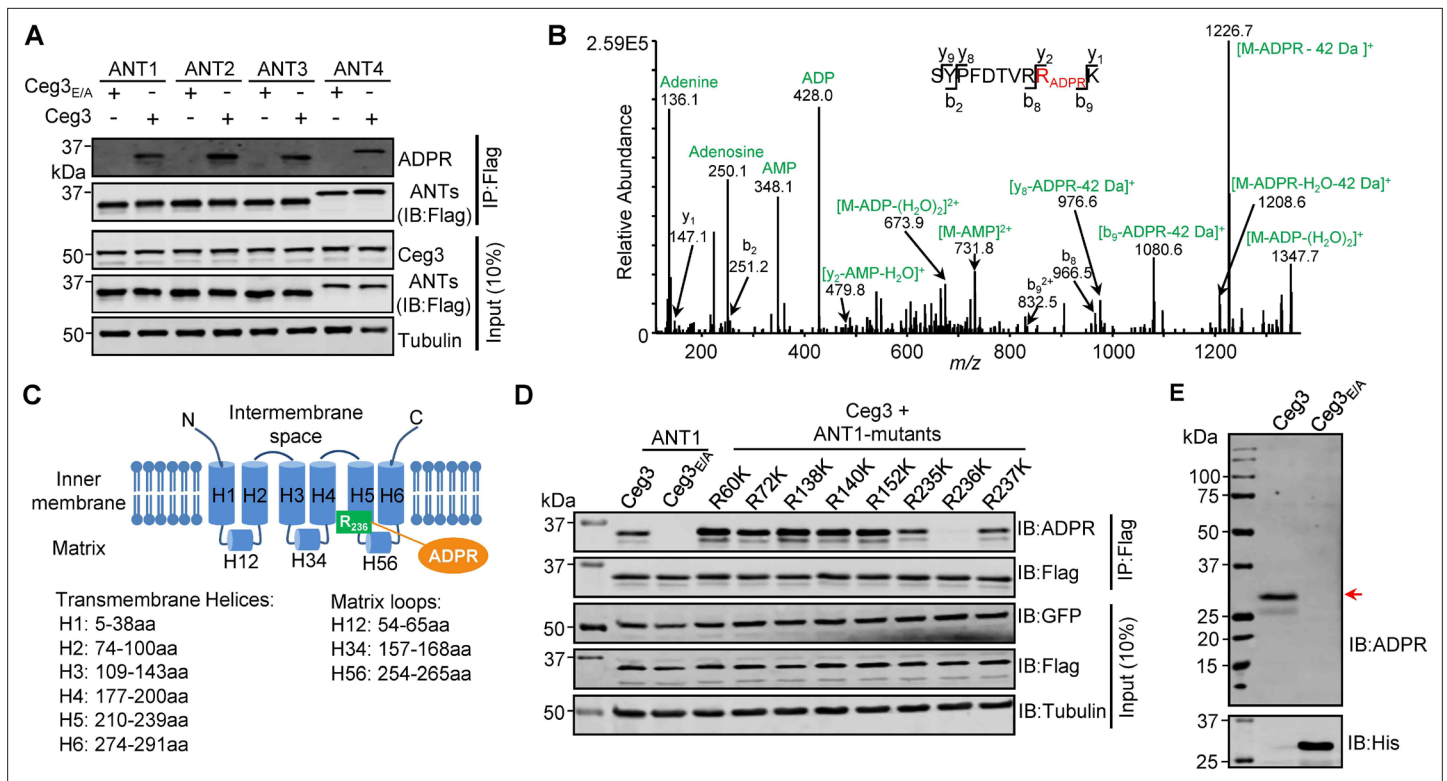 A
ANT1 ANT2 ANT3 ANT4
Ceg3E/A + - + - + - + -
Ceg3 - + - + - + - +
37
kDa
ADPR
37
ANTs
(IB:Flag)
IP:Flag
50
Ceg3
37
ANTs
(IB:Flag)
50
Tubulin
Input (10%)
B
2.59E5
Relative Abundance
0
Adenine
136.1
y1
147.1
Adenosine
250.1
b2
251.2
AMP
348.1
ADP
428.0
[y2-AMP-H2O]+
479.8
[M-ADP-(H2O)2]2+
673.9
[M-AMP]2+
731.8
b9 2+
832.5
b8
966.5
[y8-ADPR-42 Da]+
976.6
[b9-ADPR-42 Da]+
1080.6
1226.7
[M-ADPR - 42 Da ]+
[M-ADPR-H2O-42 Da]+
1208.6
[M-ADP-(H2O)2]+
1347.7
y9 y8 y2 y1
SYPFDTVRRADPRK
b2 b8 b9
200 400 600 800 1000 1200
m/z
C
N
Intermembrane
space
C
Inner
membrane
H1 H2 H3 H4 H5 H6
R236
Matrix
H12 H34 H56
ADPR
Transmembrane Helices:
H1: 5-38aa
H2: 74-100aa
H3: 109-143aa
H4: 177-200aa
H5: 210-239aa
H6: 274-291aa
Matrix loops:
H12: 54-65aa
H34: 157-168aa
H56: 254-265aa
D
Ceg3 +
ANT1 ANT1-mutants
Ceg3 Ceg3E/A R60K R72K R138K R140K R152K R235K R236K R237K
kDa
37
IB:ADPR
37
IB:Flag
IP:Flag
50
IB:GFP
37
IB:Flag
50
IB:Tubulin
Input (10%)
E
Ceg3 Ceg3E/A
kDa
100
75
50
37
25
20
15
IB:ADPR
37
IB:His
25